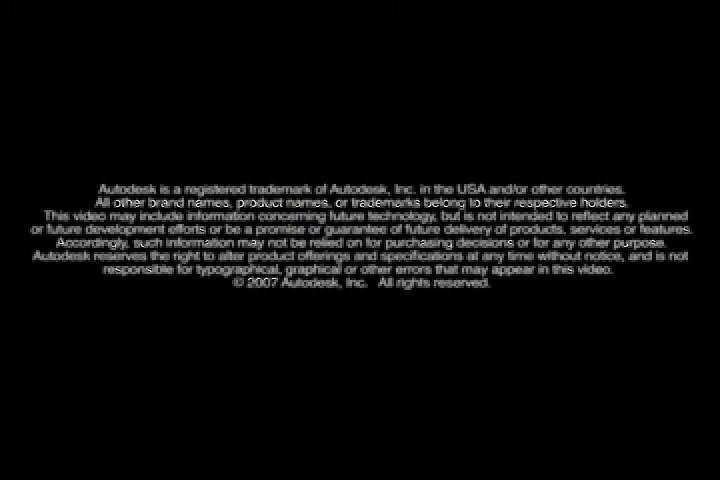 Autodesk is a registered trademark of Autodesk, Inc. in the USA and/or other countries.
All other brand names, product names, or trademarks belong to their respective holders.
This video may include information concerning future technology, but is not intended to reflect any planned
or future development efforts or be a promise or guarantee of future delivery of products, services or features.
Accordingly, such information may not be relied on for purchasing decisions or for any other purpose.
Autodesk reserves the right to alter product offerings and specifications at any time without notice, and is not
responsible for typographical, graphical or other errors that may appear in this video.
© 2007 Autodesk, Inc. All rights reserved.